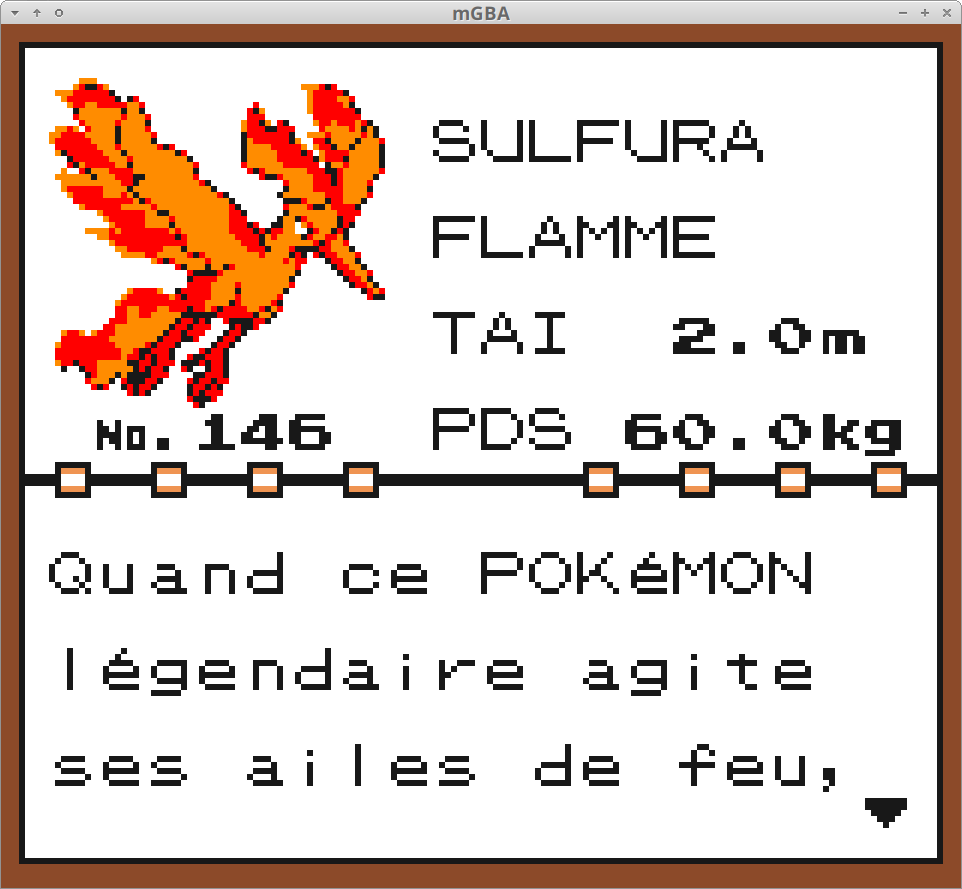 mGBA
SULFURA
FLAMME
TAI 2.0m
No.146 PDS 60.0kg
Quand ce POKéMON
légendaire agite
ses ailes de feu,